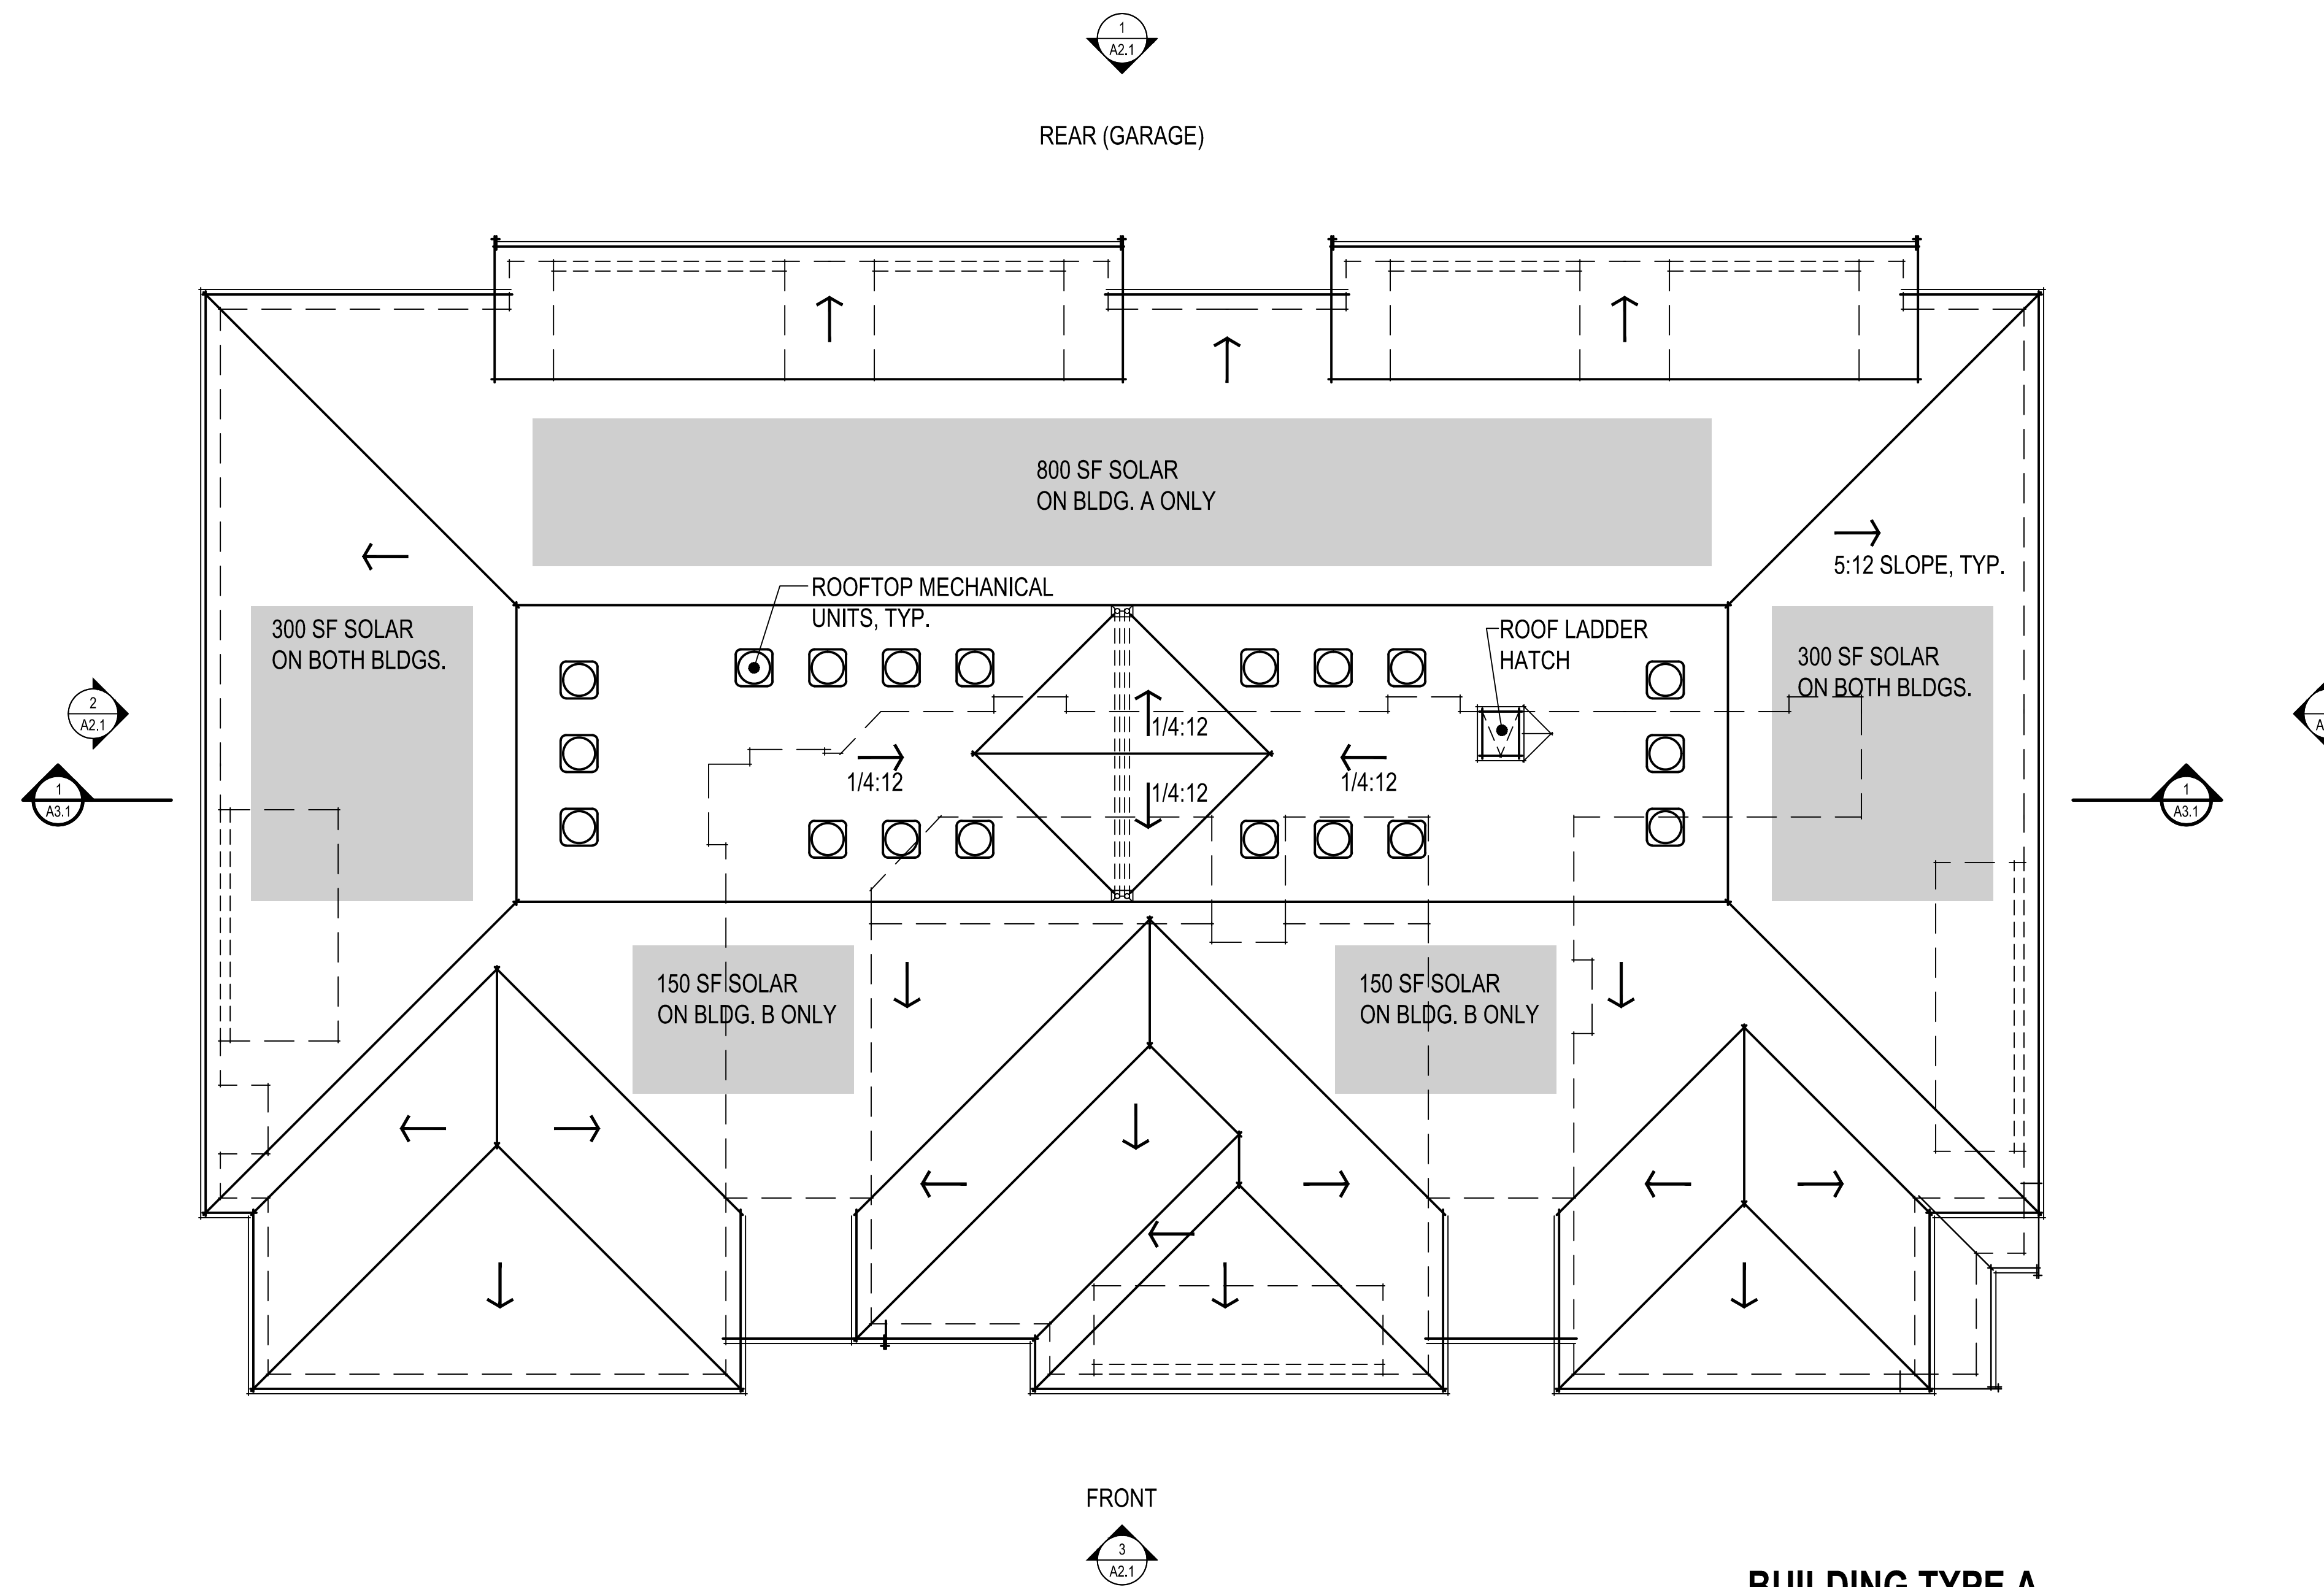 1
A2.1
REAR (GARAGE)
800 SF SOLAR
ON BLDG. A ONLY
5:12 SLOPE, TYP.
ROOFTOP MECHANICAL
UNITS, TYP.
300 SF SOLAR
ON BOTH BLDGS.
ROOF LADDER
HATCH
300 SF SOLAR
ON BOTH BLDGS.
2
A2.1
1/4:12
1/4:12
1/4:12
1/4:12
1
A3.1
1
A3.1
150 SF SOLAR
ON BLDG. B ONLY
150 SF SOLAR
ON BLDG. B ONLY
FRONT
3
A2.1
BUILDING TYPE A